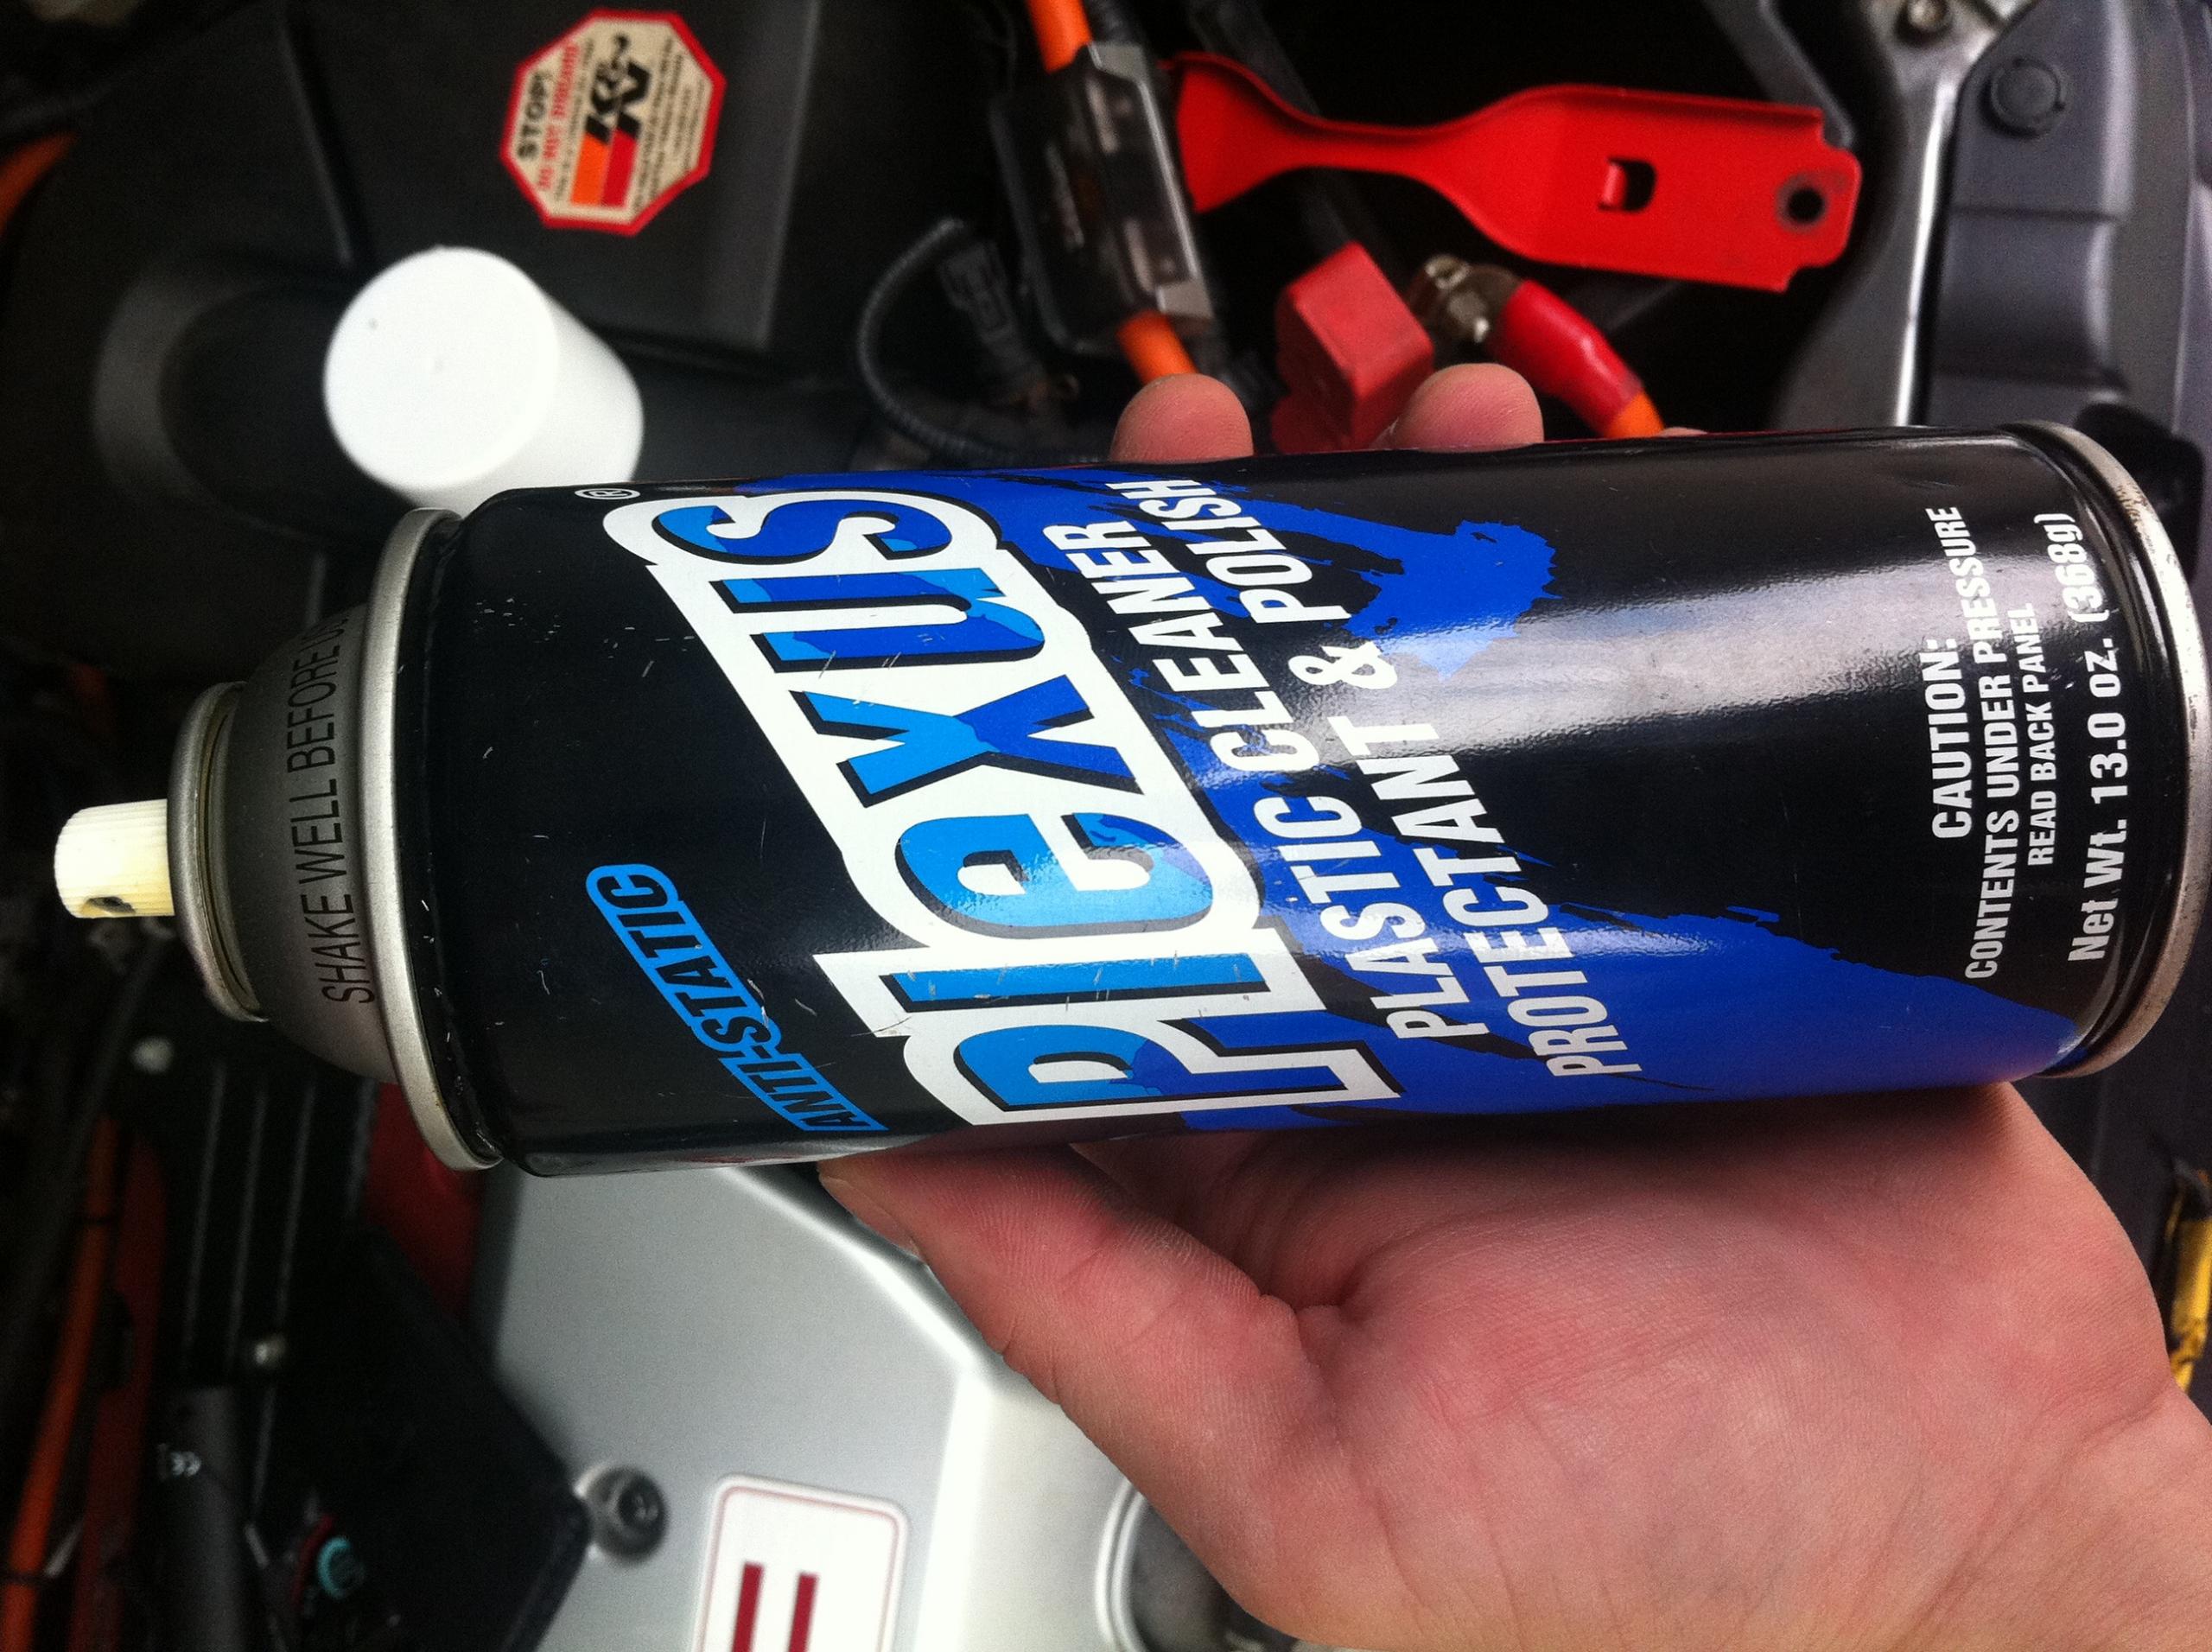 SHAKE WELL BEFORE
ANTI-STATIC
Plexus®
PLASTIC CLEANER
PROTECTANT & POLISH
CAUTION:
CONTENTS UNDER PRESSURE
READ BACK PANEL
Net Wt. 13.0 oz. (368g)
STOP!
K&N